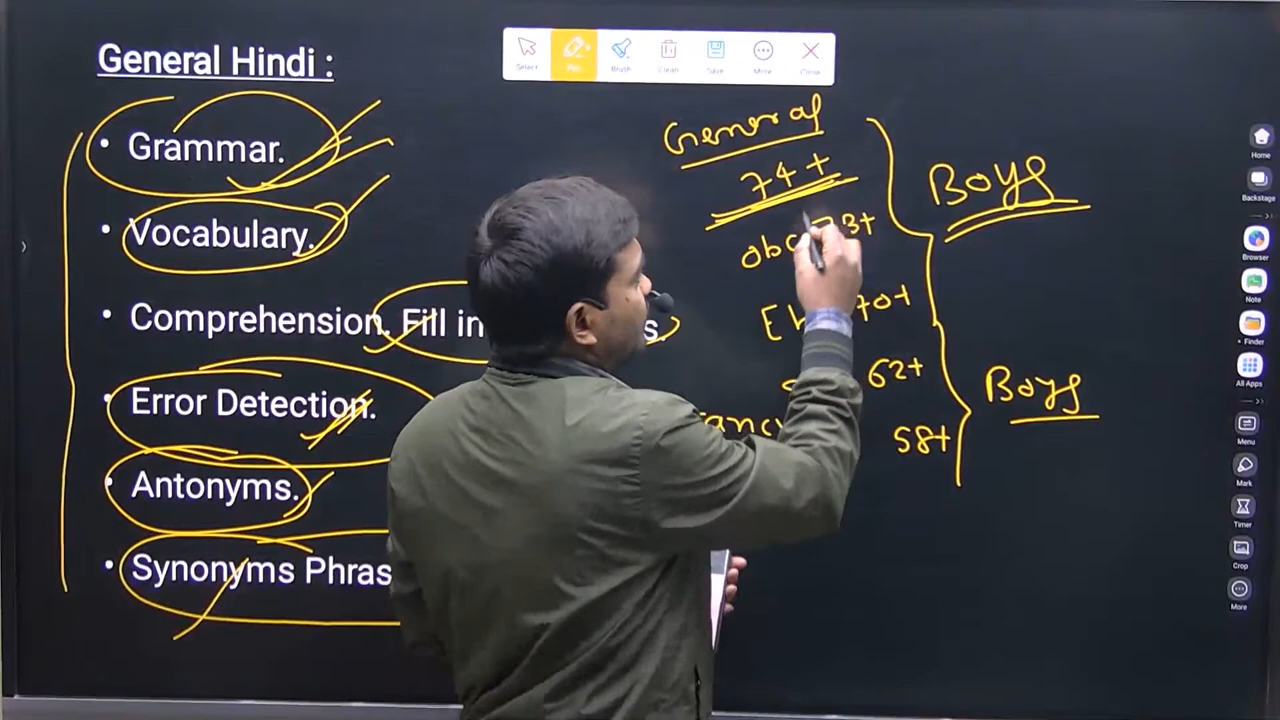 General Hindi :
• Grammar.
• Vocabulary.
• Comprehension. Fill in s.
• Error Detection.
• Antonyms.
• Synonyms Phras
Select
Pen
Brush
Clean
Save
More
Close
General
74+
obc 73+
70+
62+
58+
Boys
Boys
Home
Backstage
Browser
Note
Finder
All Apps
Menu
Mark
Timer
Crop
More